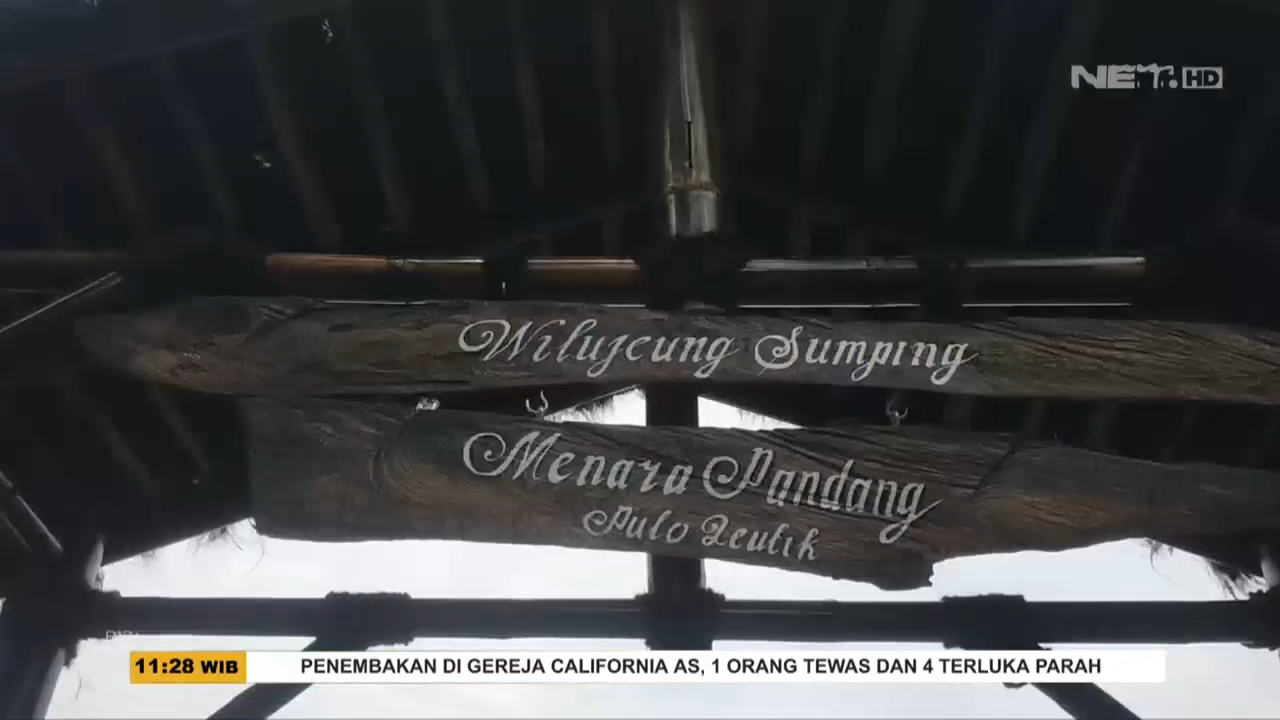 NET. HD
Wilujeung Sumping
Menara Pandang
Pulo Geulis
11:28 WIB
PENEMBAKAN DI GEREJA CALIFORNIA AS, 1 ORANG TEWAS DAN 4 TERLUKA PARAH